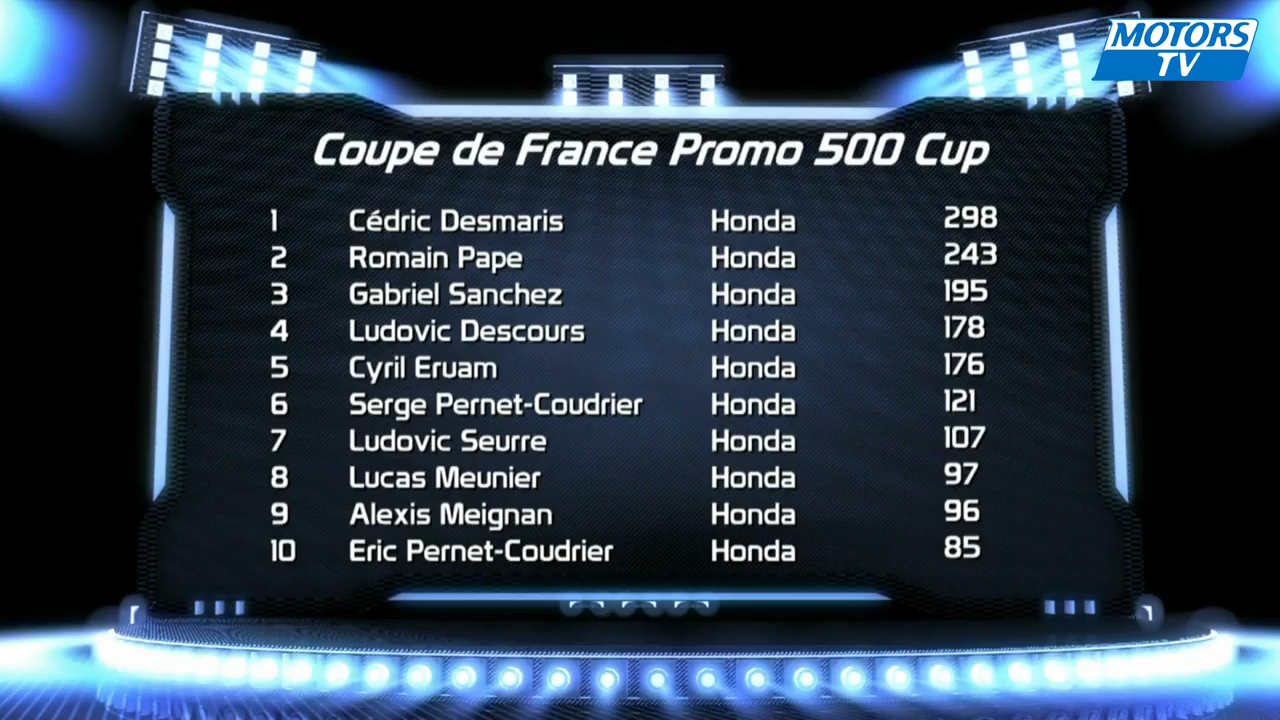 MOTORS
TV
Coupe de France Promo 500 Cup
1 Cédric Desmaris Honda 298
2 Romain Pape Honda 243
3 Gabriel Sanchez Honda 195
4 Ludovic Descours Honda 178
5 Cyril Eruam Honda 176
6 Serge Pernet-Coudrier Honda 121
7 Ludovic Seurre Honda 107
8 Lucas Meunier Honda 97
9 Alexis Meignan Honda 96
10 Eric Pernet-Coudrier Honda 85